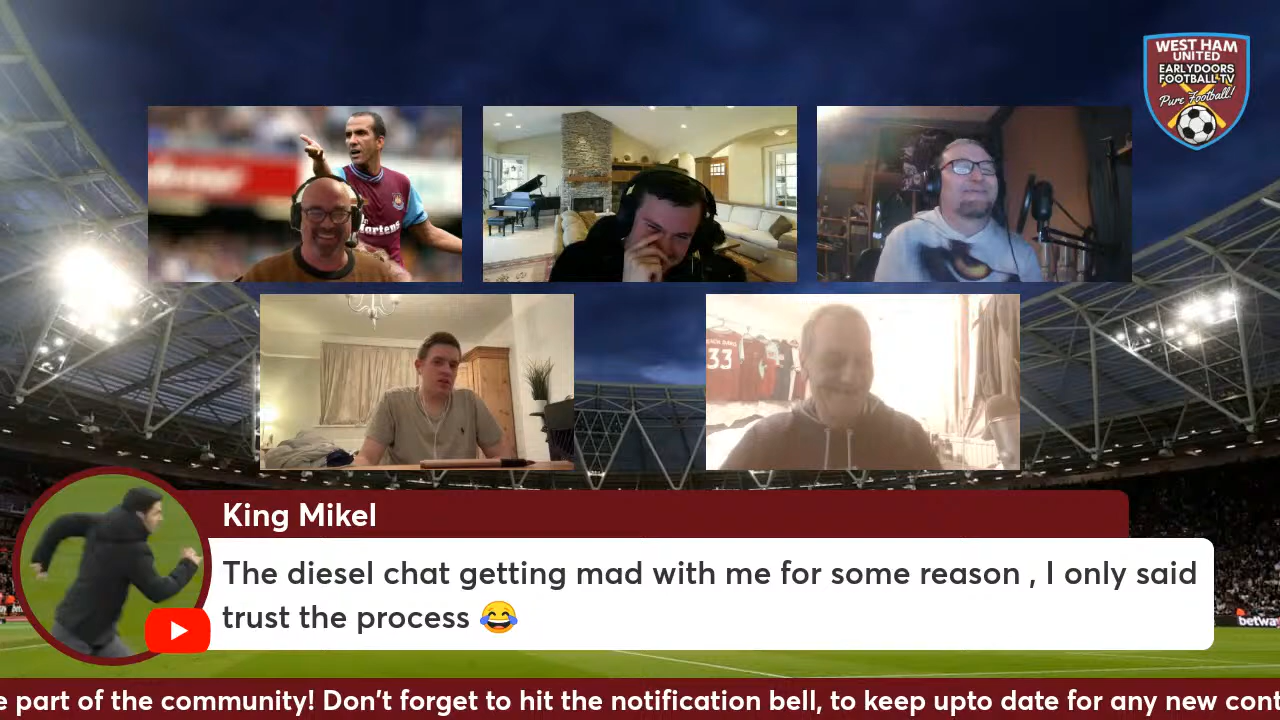 WEST HAM
UNITED
EARLYDOORS
FOOTBALL TV
Pure Football!
33
King Mikel
The diesel chat getting mad with me for some reason , I only said
trust the process 😂
betway
e part of the community! Don't forget to hit the notification bell, to keep upto date for any new cont